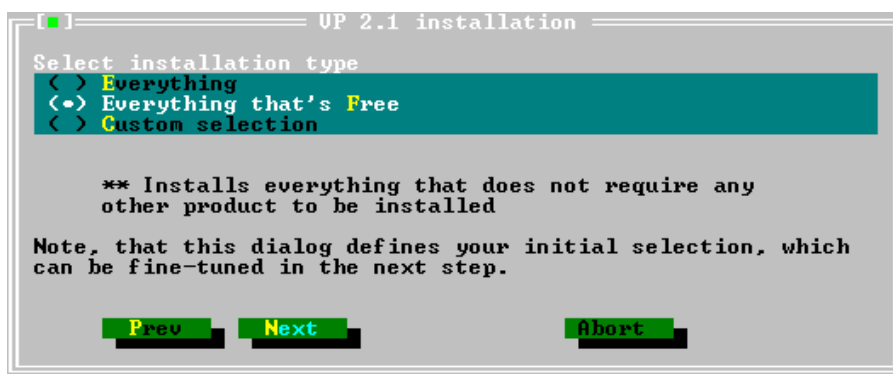 VP 2.1 installation
Select installation type
( ) Everything
(•) Everything that's Free
( ) Custom selection
** Installs everything that does not require any
other product to be installed
Note, that this dialog defines your initial selection, which
can be fine-tuned in the next step.
Prev Next Abort